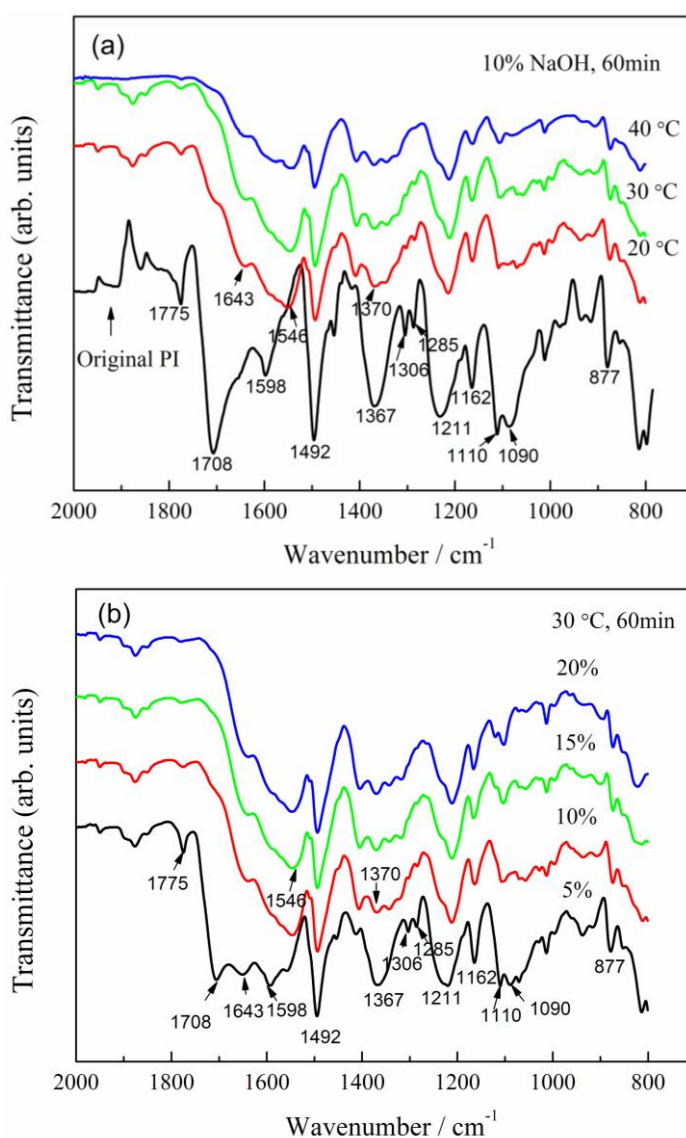 (a)
10% NaOH, 60min
40 °C
30 °C
20 °C
Original PI
1775
1708
1643
1598
1546
1492
1370
1367
1306
1285
1211
1162
1110
1090
877
Transmittance (arb. units)
2000 1800 1600 1400 1200 1000 800
Wavenumber / cm⁻¹
(b)
30 °C, 60min
20%
15%
10%
5%
1775
1708
1643
1598
1546
1492
1370
1367
1306
1285
1211
1162
1110
1090
877
Transmittance (arb. units)
2000 1800 1600 1400 1200 1000 800
Wavenumber / cm⁻¹